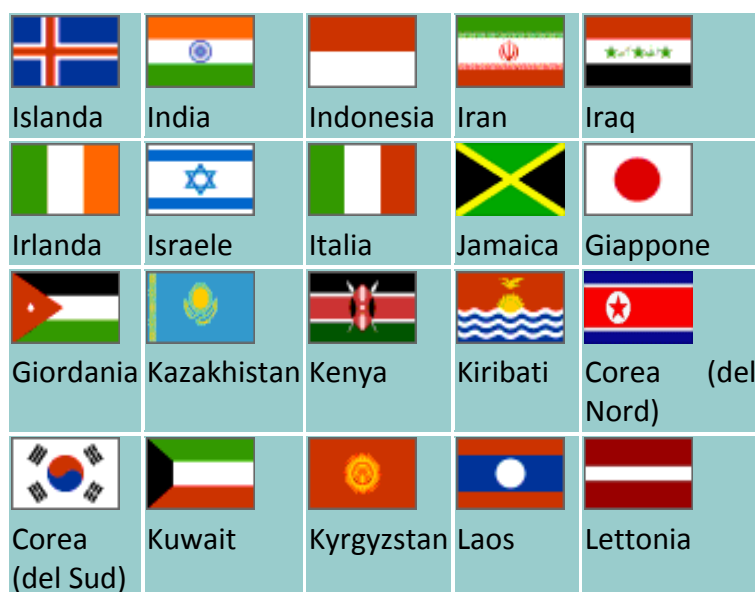 Islanda India Indonesia Iran Iraq
Irlanda Israele Italia Jamaica Giappone
Giordania Kazakhistan Kenya Kiribati Corea (del
Nord)
Corea Kuwait Kyrgyzstan Laos Lettonia
(del Sud)